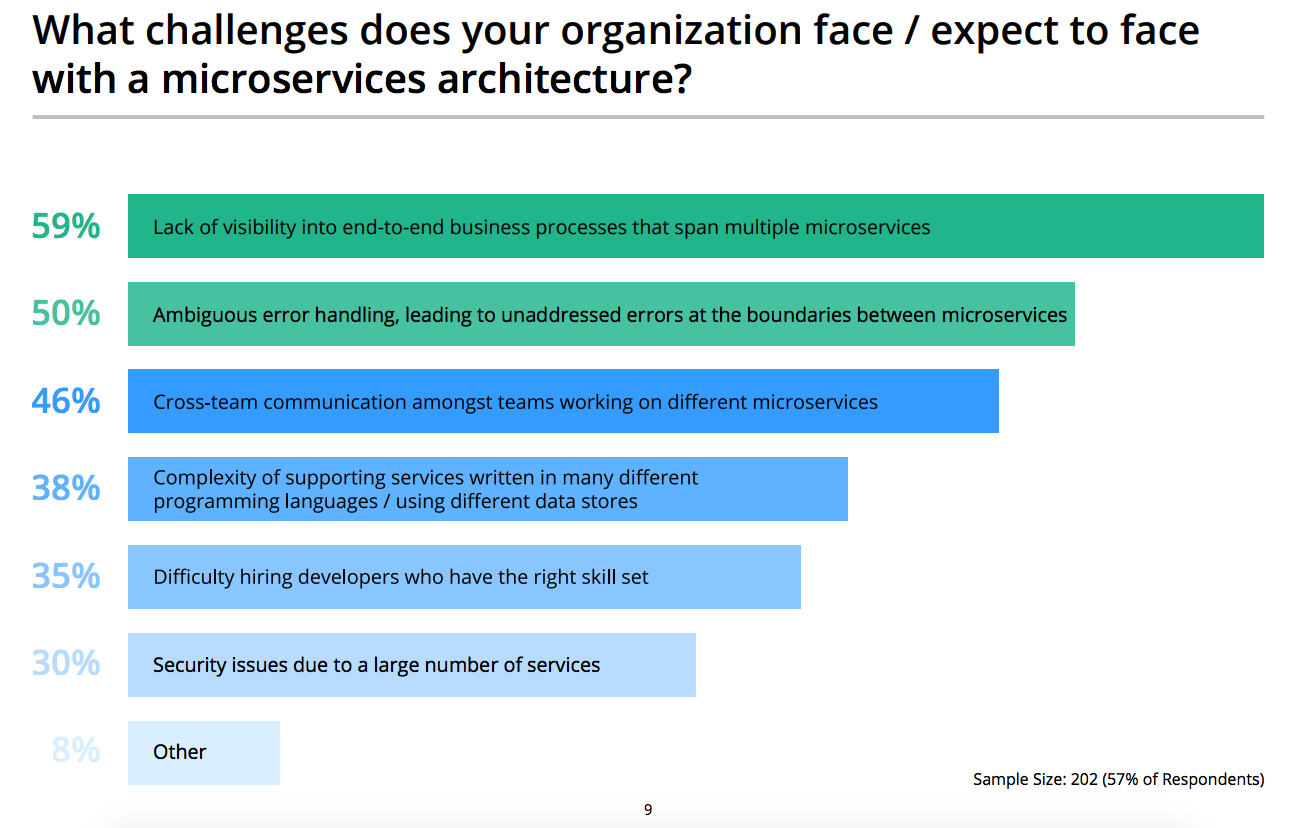 What challenges does your organization face / expect to face
with a microservices architecture?
59%
Lack of visibility into end-to-end business processes that span multiple microservices
50%
Ambiguous error handling, leading to unaddressed errors at the boundaries between microservices
46%
Cross-team communication amongst teams working on different microservices
38%
Complexity of supporting services written in many different
programming languages / using different data stores
35%
Difficulty hiring developers who have the right skill set
30%
Security issues due to a large number of services
8%
Other
Sample Size: 202 (57% of Respondents)
9